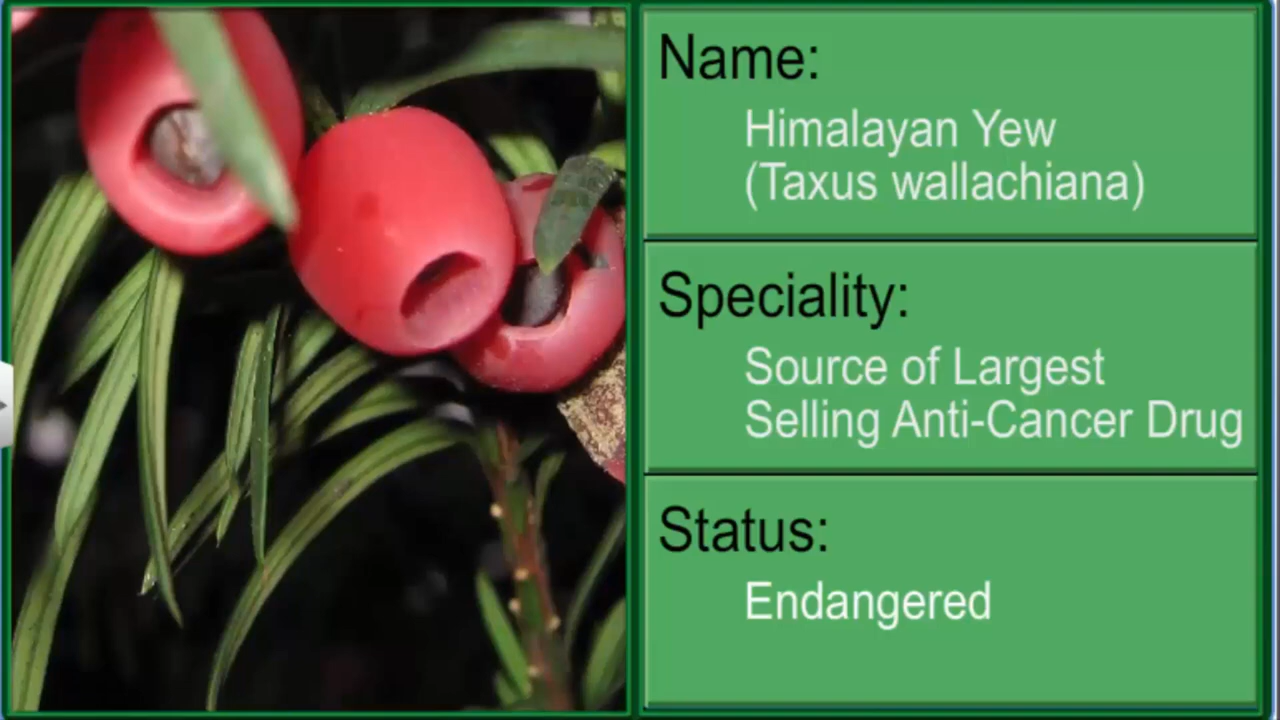 Name:
Himalayan Yew
(Taxus wallachiana)
Speciality:
Source of Largest
Selling Anti-Cancer Drug
Status:
Endangered